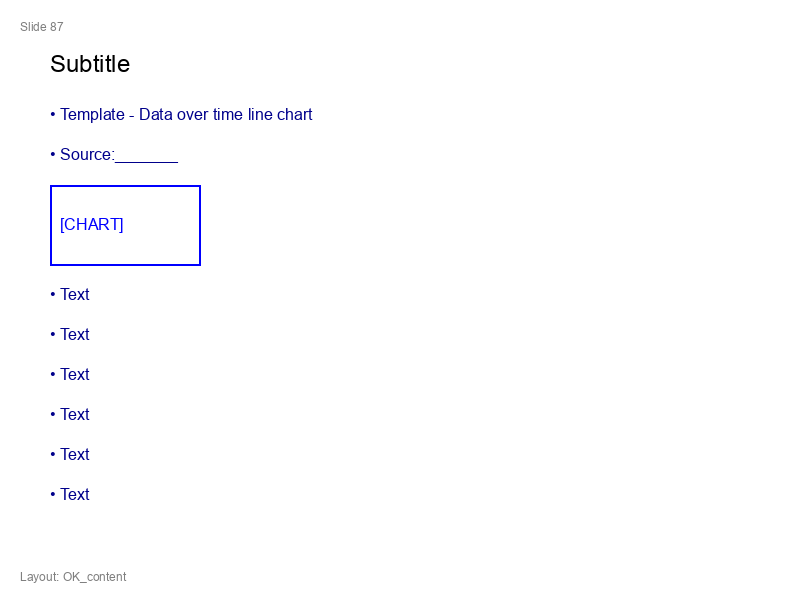 Slide 87
Subtitle
• Template - Data over time line chart
• Source:_______
[CHART]
• Text
• Text
• Text
• Text
• Text
• Text
Layout: OK_content